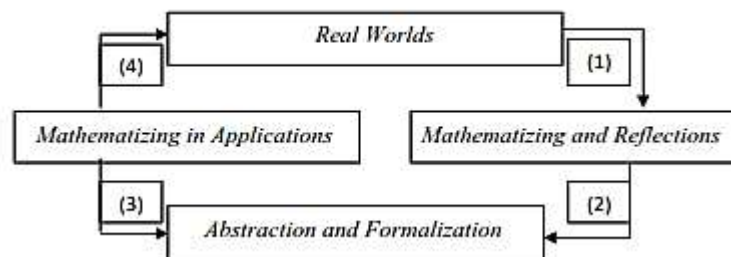 Real Worlds
(4)
(1)
Mathematizing in Applications
Mathematizing and Reflections
(3)
(2)
Abstraction and Formalization